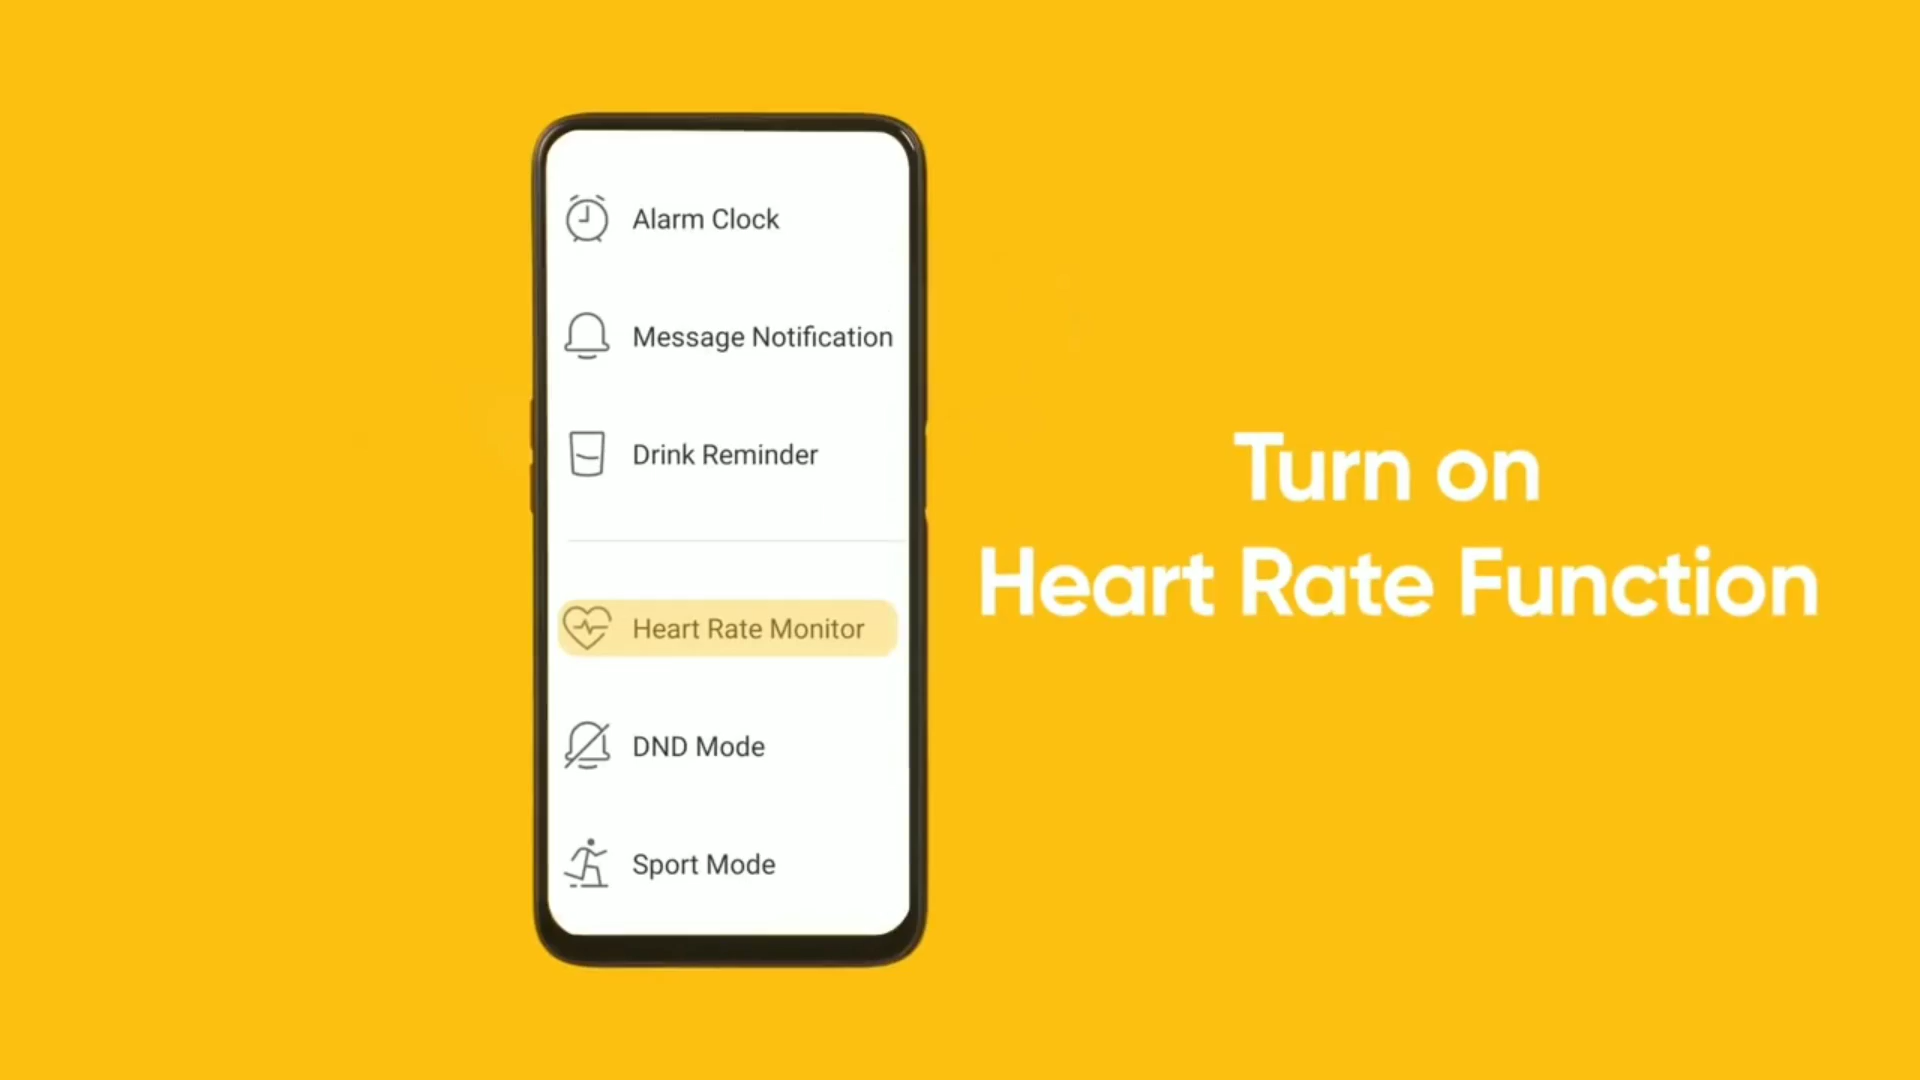 Alarm Clock
Message Notification
Drink Reminder
Heart Rate Monitor
DND Mode
Sport Mode
Turn on
Heart Rate Function